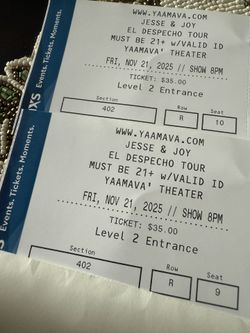 WWW.YAAMAVA.COM
JESSE & JOY
EL DESPECHO TOUR
MUST BE 21+ w/VALID ID
YAAMAVA' THEATER
FRI, NOV 21, 2025 // SHOW 8PM
TICKET: $35.00
Level 2 Entrance
Section
402
Row
R
Seat
10
Events. Tickets. Moments.
AXS
WWW.YAAMAVA.COM
JESSE & JOY
EL DESPECHO TOUR
MUST BE 21+ w/VALID ID
YAAMAVA' THEATER
FRI, NOV 21, 2025 // SHOW 8PM
TICKET: $35.00
Level 2 Entrance
Section
402
Row
R
Seat
9
Events. Tickets. Moments.